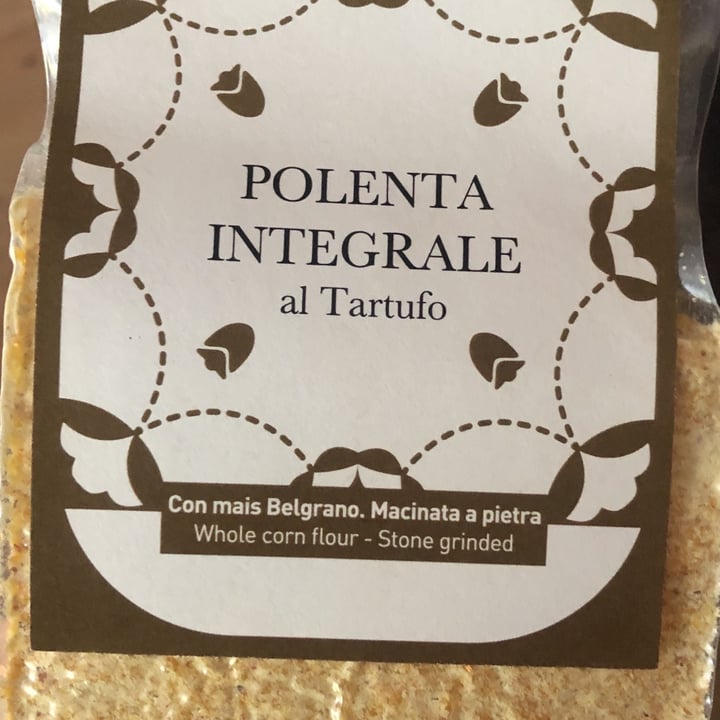 POLENTA
INTEGRALE
al Tartufo
Con mais Belgrano. Macinata a pietra
Whole corn flour - Stone grinded